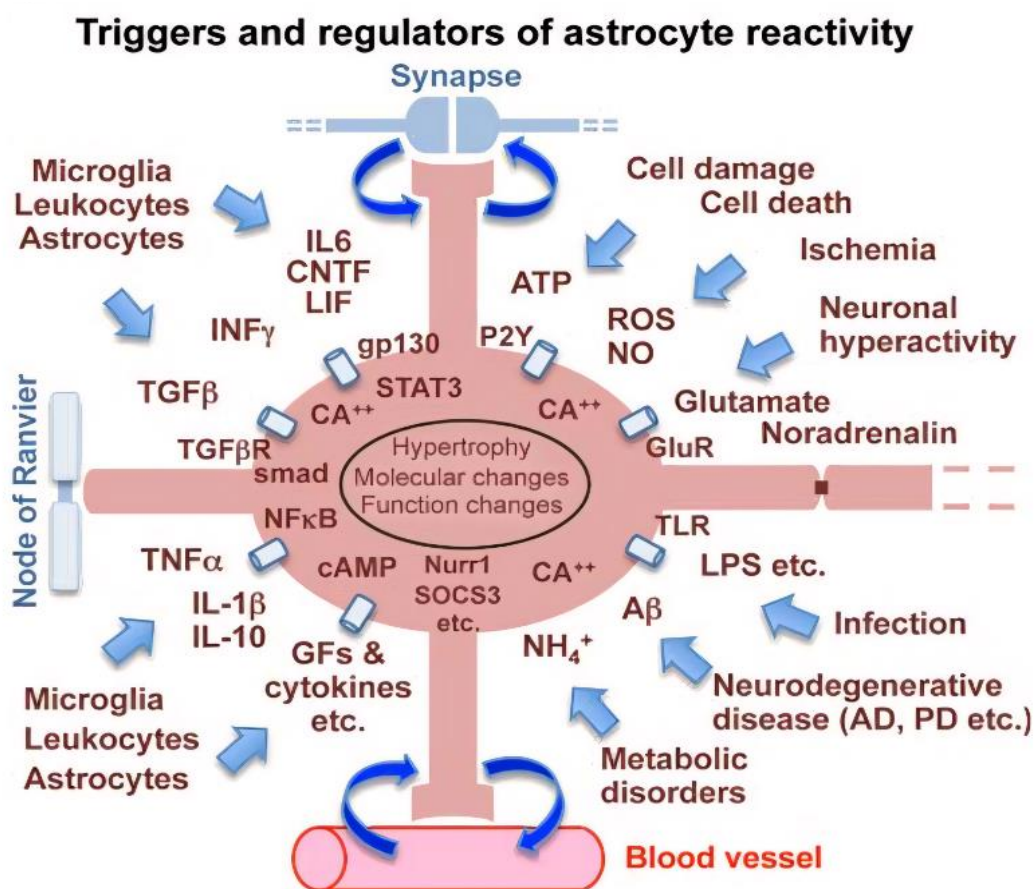 Triggers and regulators of astrocyte reactivity
Synapse
Microglia
Leukocytes
Astrocytes
Cell damage
Cell death
Ischemia
Neuronal
hyperactivity
IL6
CNTF
LIF
ATP
ROS
NO
INFγ
gp130
P2Y
TGFβ
STAT3
CA⁺⁺
CA⁺⁺
Glutamate
Noradrenalin
TGFβR
GluR
smad
Hypertrophy
Molecular changes
Function changes
Node of Ranvier
NFκB
TLR
TNFα
cAMP
Nurr1
SOCS3
etc.
CA⁺⁺
LPS etc.
IL-1β
IL-10
Aβ
Infection
GFs &
cytokines
etc.
NH₄⁺
Neurodegenerative
disease (AD, PD etc.)
Microglia
Leukocytes
Astrocytes
Metabolic
disorders
Blood vessel